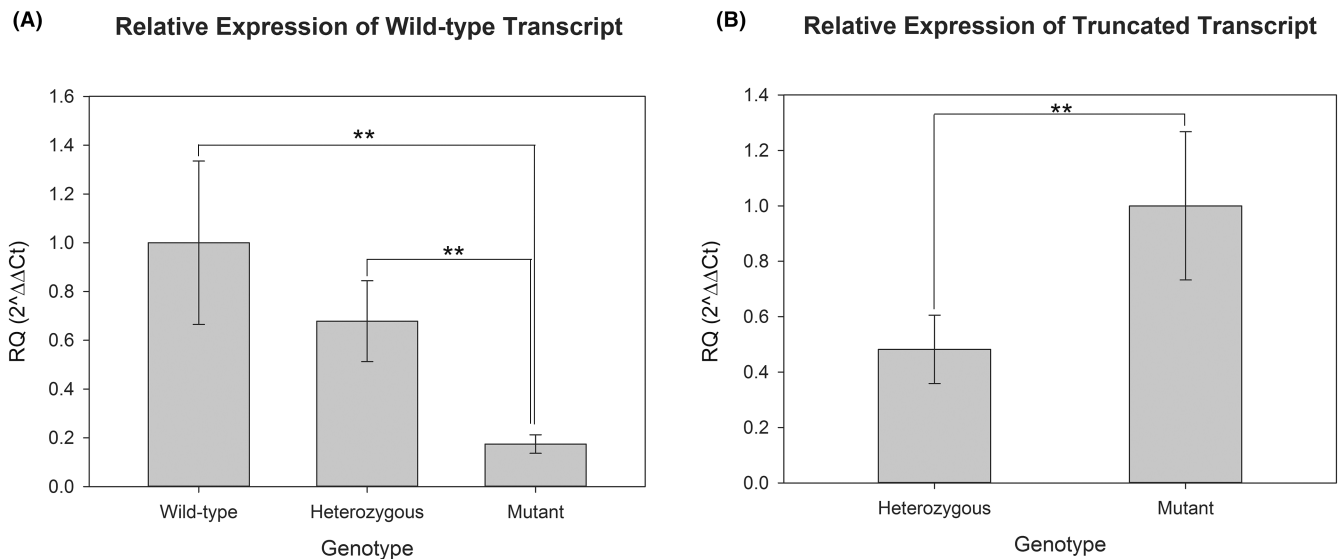 (A)
Relative Expression of Wild-type Transcript
1.6
1.4
1.2
1.0
0.8
0.6
0.4
0.2
0.0
RQ (2^ΔΔCt)
**
**
Wild-type
Heterozygous
Mutant
Genotype
(B)
Relative Expression of Truncated Transcript
1.4
1.2
1.0
0.8
0.6
0.4
0.2
0.0
RQ (2^ΔΔCt)
**
Heterozygous
Mutant
Genotype